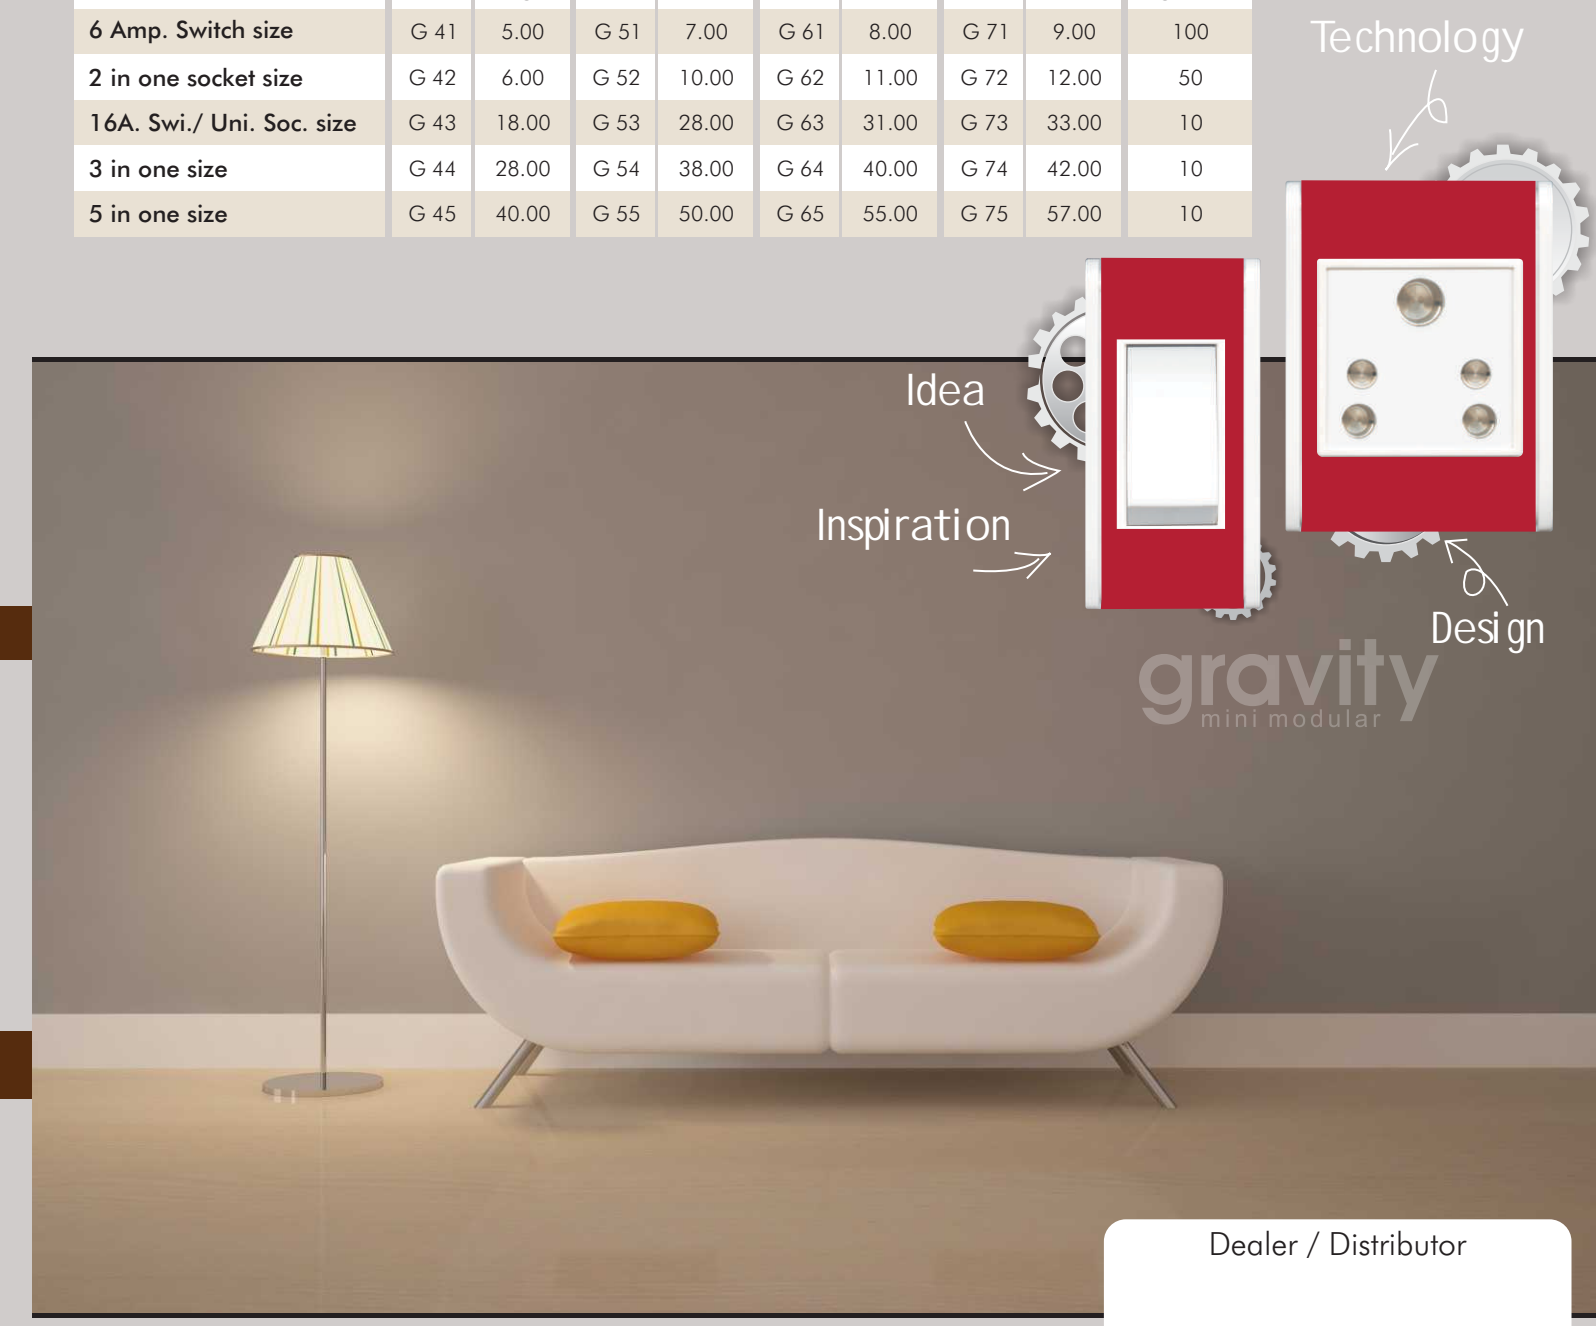 6 Amp. Switch size G 41 5.00 G 51 7.00 G 61 8.00 G 71 9.00 100
2 in one socket size G 42 6.00 G 52 10.00 G 62 11.00 G 72 12.00 50
16A. Swi./ Uni. Soc. size G 43 18.00 G 53 28.00 G 63 31.00 G 73 33.00 10
3 in one size G 44 28.00 G 54 38.00 G 64 40.00 G 74 42.00 10
5 in one size G 45 40.00 G 55 50.00 G 65 55.00 G 75 57.00 10
Technology
Idea
Inspiration
Design
gravity
mini modular
Dealer / Distributor